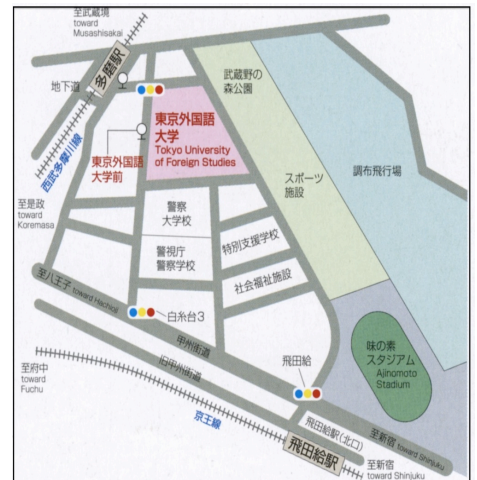 至武蔵境
toward
Musashisakai
多磨駅
地下道
西武多摩川線
武蔵野の
森公園
東京外国語
大学
Tokyo University
of Foreign Studies
東京外国語
大学前
スポーツ
施設
調布飛行場
至是政
toward
Koremasa
警察
大学校
警視庁
警察学校
特別支援学校
社会福祉施設
至八王子 toward Hachioji
白糸台3
甲州街道
旧甲州街道
飛田給
味の素
スタジアム
Ajinomoto
Stadium
至府中
toward
Fuchu
京王線
飛田給駅(北口)
飛田給駅
至新宿 toward Shinjuku
至新宿
toward Shinjuku